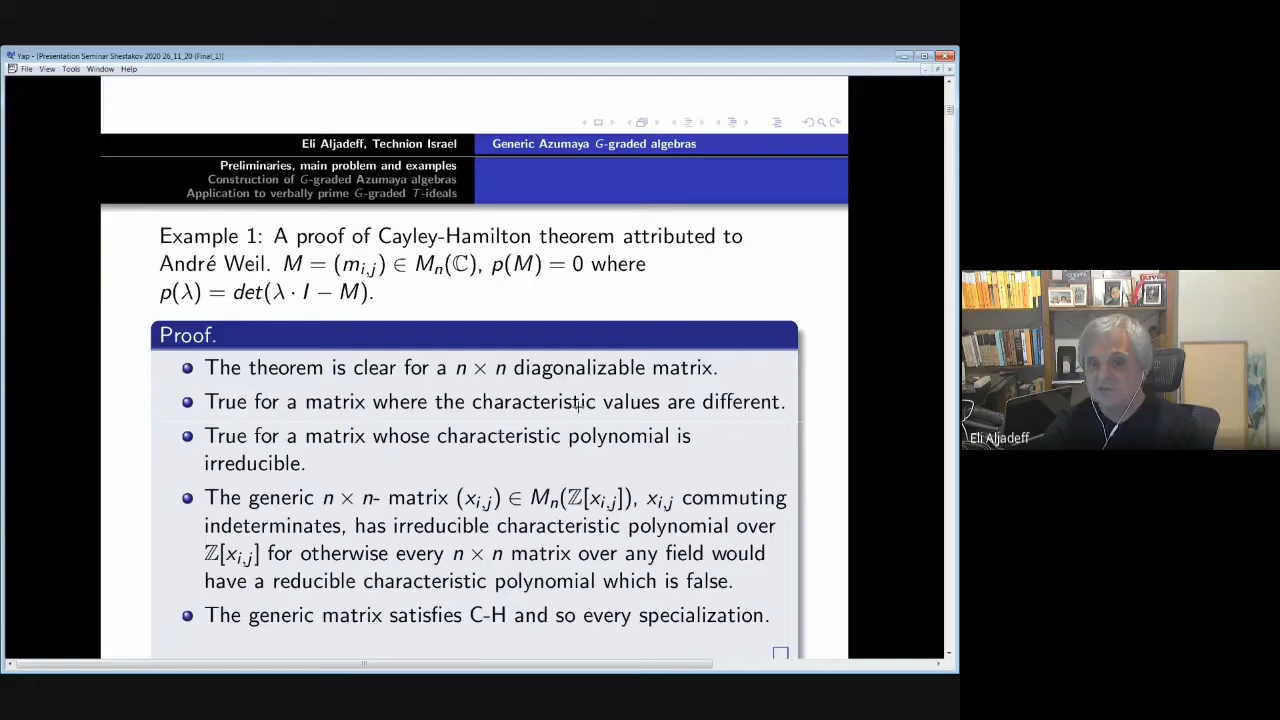 Yap - [Presentation Seminar Shestakov 2020 26_11_20 (Final_1)]
File View Tools Window Help
Eli Aljadeff, Technion Israel Generic Azumaya G-graded algebras
Preliminaries, main problem and examples
Construction of G-graded Azumaya algebras
Application to verbally prime G-graded T-ideals
Example 1: A proof of Cayley-Hamilton theorem attributed to
André Weil. M = (m_{i,j}) ∈ M_n(ℂ), p(M) = 0 where
p(λ) = det(λ · I − M).
Proof.
The theorem is clear for a n × n diagonalizable matrix.
True for a matrix where the characteristic values are different.
True for a matrix whose characteristic polynomial is
irreducible.
The generic n × n- matrix (x_{i,j}) ∈ M_n(ℤ[x_{i,j}]), x_{i,j} commuting
indeterminates, has irreducible characteristic polynomial over
ℤ[x_{i,j}] for otherwise every n × n matrix over any field would
have a reducible characteristic polynomial which is false.
The generic matrix satisfies C-H and so every specialization.
Eli Aljadeff